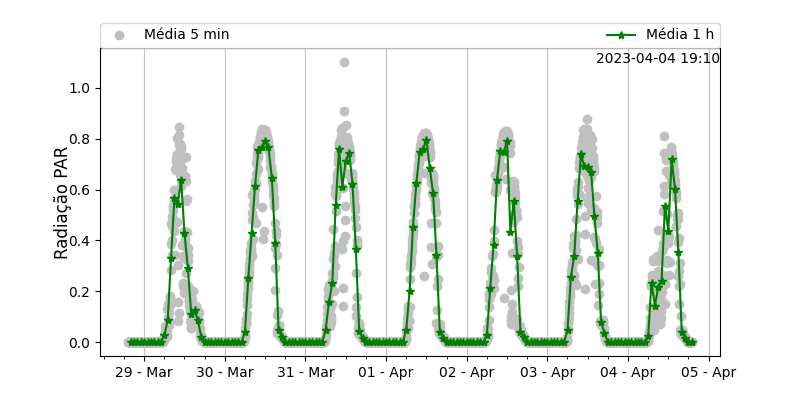 Média 5 min
Média 1 h
2023-04-04 19:10
Radiação PAR
1.0
0.8
0.6
0.4
0.2
0.0
29 - Mar
30 - Mar
31 - Mar
01 - Apr
02 - Apr
03 - Apr
04 - Apr
05 - Apr